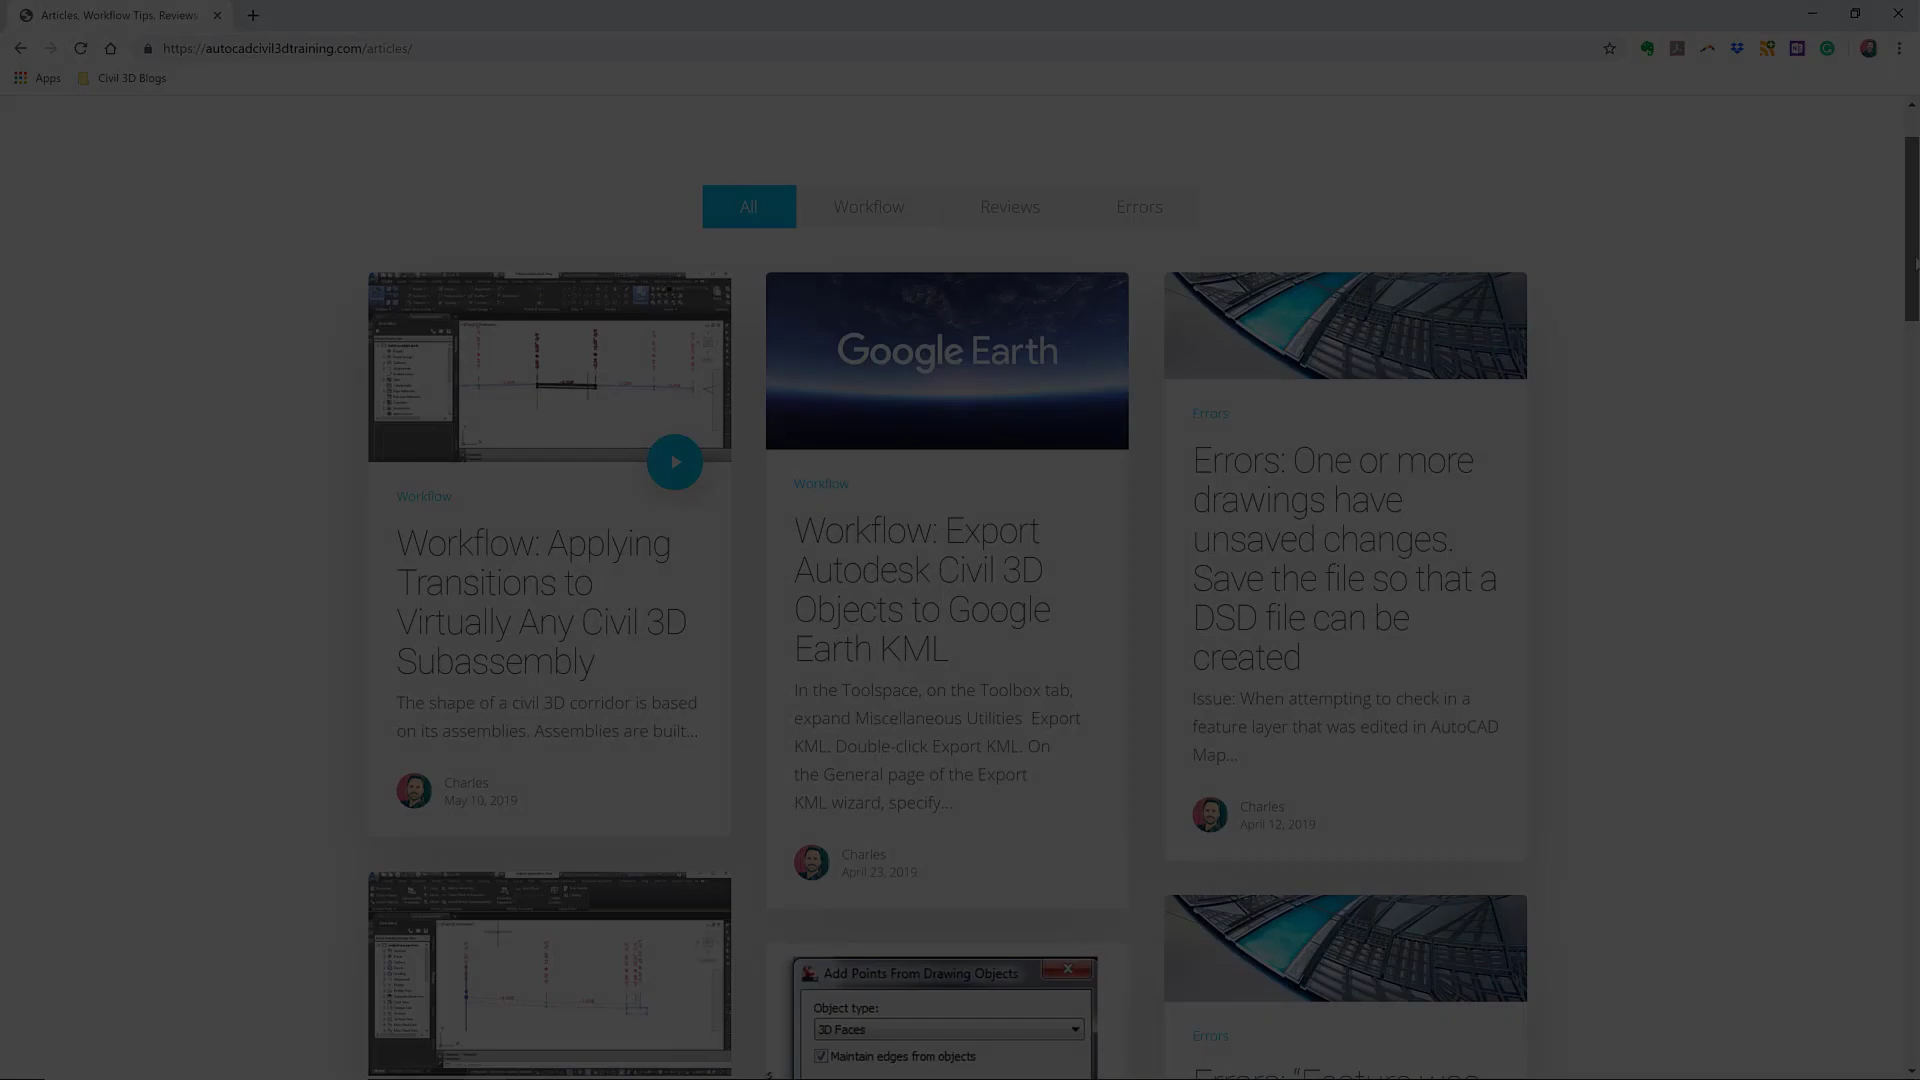 Articles, Workflow Tips, Reviews
https://autocadcivil3dtraining.com/articles/
Apps
Civil 3D Blogs
All
Workflow
Reviews
Errors
Workflow
Workflow: Applying
Transitions to
Virtually Any Civil 3D
Subassembly
The shape of a civil 3D corridor is based
on its assemblies. Assemblies are built...
Charles
May 10, 2019
Google Earth
Workflow
Workflow: Export
Autodesk Civil 3D
Objects to Google
Earth KML
In the Toolspace, on the Toolbox tab,
expand Miscellaneous Utilities  Export
KML. Double-click Export KML. On
the General page of the Export
KML wizard, specify...
Charles
April 23, 2019
Errors
Errors: One or more
drawings have
unsaved changes.
Save the file so that a
DSD file can be
created
Issue: When attempting to check in a
feature layer that was edited in AutoCAD
Map...
Charles
April 12, 2019
Add Points From Drawing Objects
Object type:
3D Faces
Maintain edges from objects
Errors